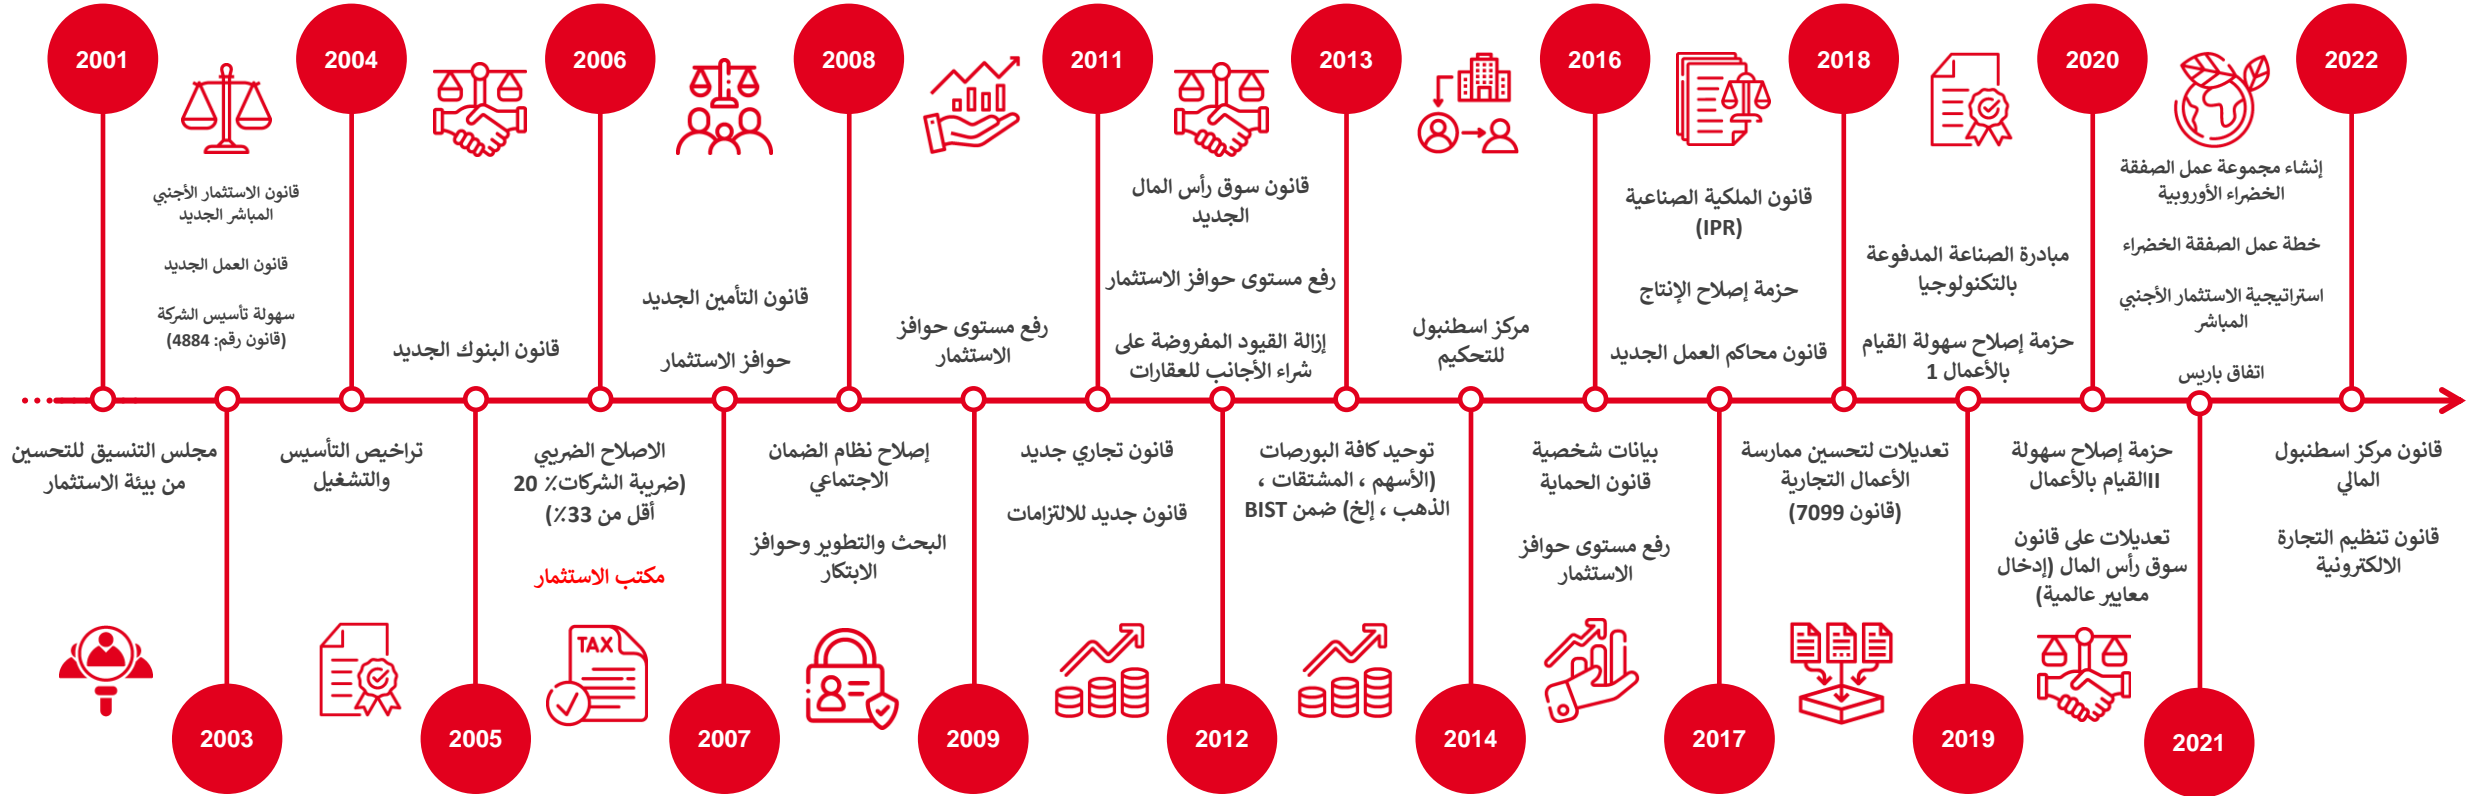 2001
مجلس التنسيق للتحسين
من بيئة الاستثمار
2003
قانون الاستثمار الأجنبي
المباشر الجديد
قانون العمل الجديد
سهولة تأسيس الشركة
(قانون رقم: 4884)
2004
تراخيص التأسيس
والتشغيل
2005
قانون البنوك الجديد
2006
الاصلاح الضريبي
(ضريبة الشركات٪ 20
أقل من 33٪)
مكتب الاستثمار
TAX
2007
قانون التأمين الجديد
حوافز الاستثمار
2008
إصلاح نظام الضمان
الاجتماعي
البحث والتطوير وحوافز
الابتكار
2009
رفع مستوى حوافز
الاستثمار
2011
قانون تجاري جديد
قانون جديد للالتزامات
2012
قانون سوق رأس المال
الجديد
رفع مستوى حوافز الاستثمار
إزالة القيود المفروضة على
شراء الأجانب للعقارات
2013
توحيد كافة البورصات
(الأسهم ، المشتقات ،
الذهب ، إلخ) ضمن BIST
2014
مركز اسطنبول
للتحكيم
2016
بيانات شخصية
قانون الحماية
رفع مستوى حوافز
الاستثمار
2017
قانون الملكية الصناعية
(IPR)
حزمة إصلاح الإنتاج
قانون محاكم العمل الجديد
2018
تعديلات لتحسين ممارسة
الأعمال التجارية
(قانون 7099)
2019
مبادرة الصناعة المدفوعة
بالتكنولوجيا
حزمة إصلاح سهولة القيام
بالأعمال 1
2020
حزمة إصلاح سهولة
IIالقيام بالأعمال
تعديلات على قانون
سوق رأس المال (إدخال
معايير عالمية)
2021
إنشاء مجموعة عمل الصفقة
الخضراء الأوروبية
خطة عمل الصفقة الخضراء
استراتيجية الاستثمار الأجنبي
المباشر
اتفاق باريس
2022
قانون مركز اسطنبول
المالي
قانون تنظيم التجارة
الالكترونية